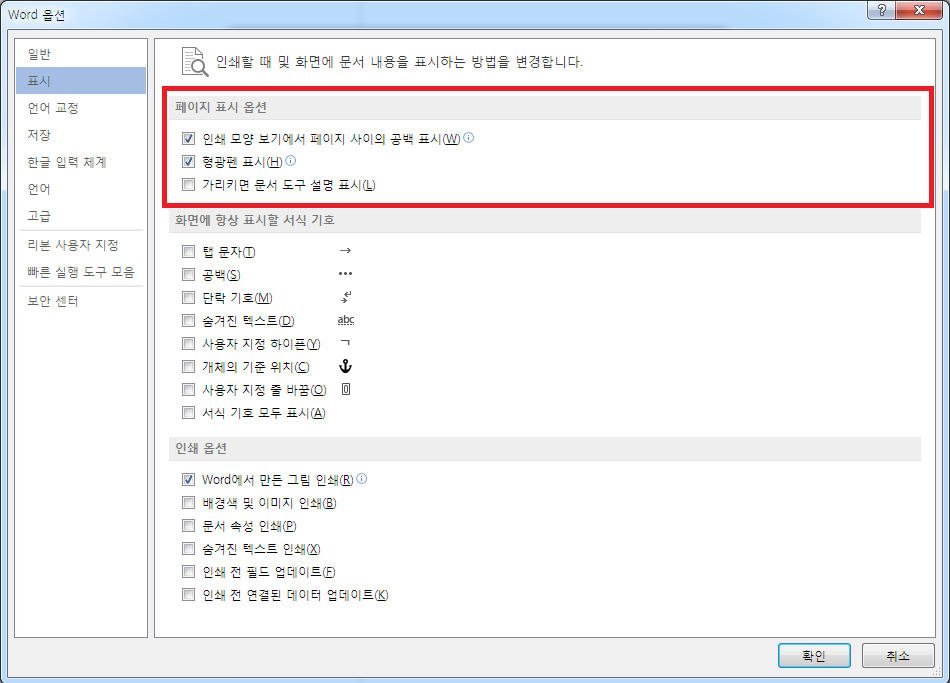 Word 옵션
일반
표시
언어 교정
저장
한글 입력 체계
언어
고급
리본 사용자 지정
빠른 실행 도구 모음
보안 센터
인쇄할 때 및 화면에 문서 내용을 표시하는 방법을 변경합니다.
페이지 표시 옵션
인쇄 모양 보기에서 페이지 사이의 공백 표시(W)
형광펜 표시(H)
가리키면 문서 도구 설명 표시(L)
화면에 항상 표시할 서식 기호
탭 문자(T) →
공백(S) •••
단락 기호(M)
숨겨진 텍스트(D) abc
사용자 지정 하이픈(Y) ¬
개체의 기준 위치(C)
사용자 지정 줄 바꿈(O)
서식 기호 모두 표시(A)
인쇄 옵션
Word에서 만든 그림 인쇄(R)
배경색 및 이미지 인쇄(B)
문서 속성 인쇄(P)
숨겨진 텍스트 인쇄(X)
인쇄 전 필드 업데이트(F)
인쇄 전 연결된 데이터 업데이트(K)
확인
취소